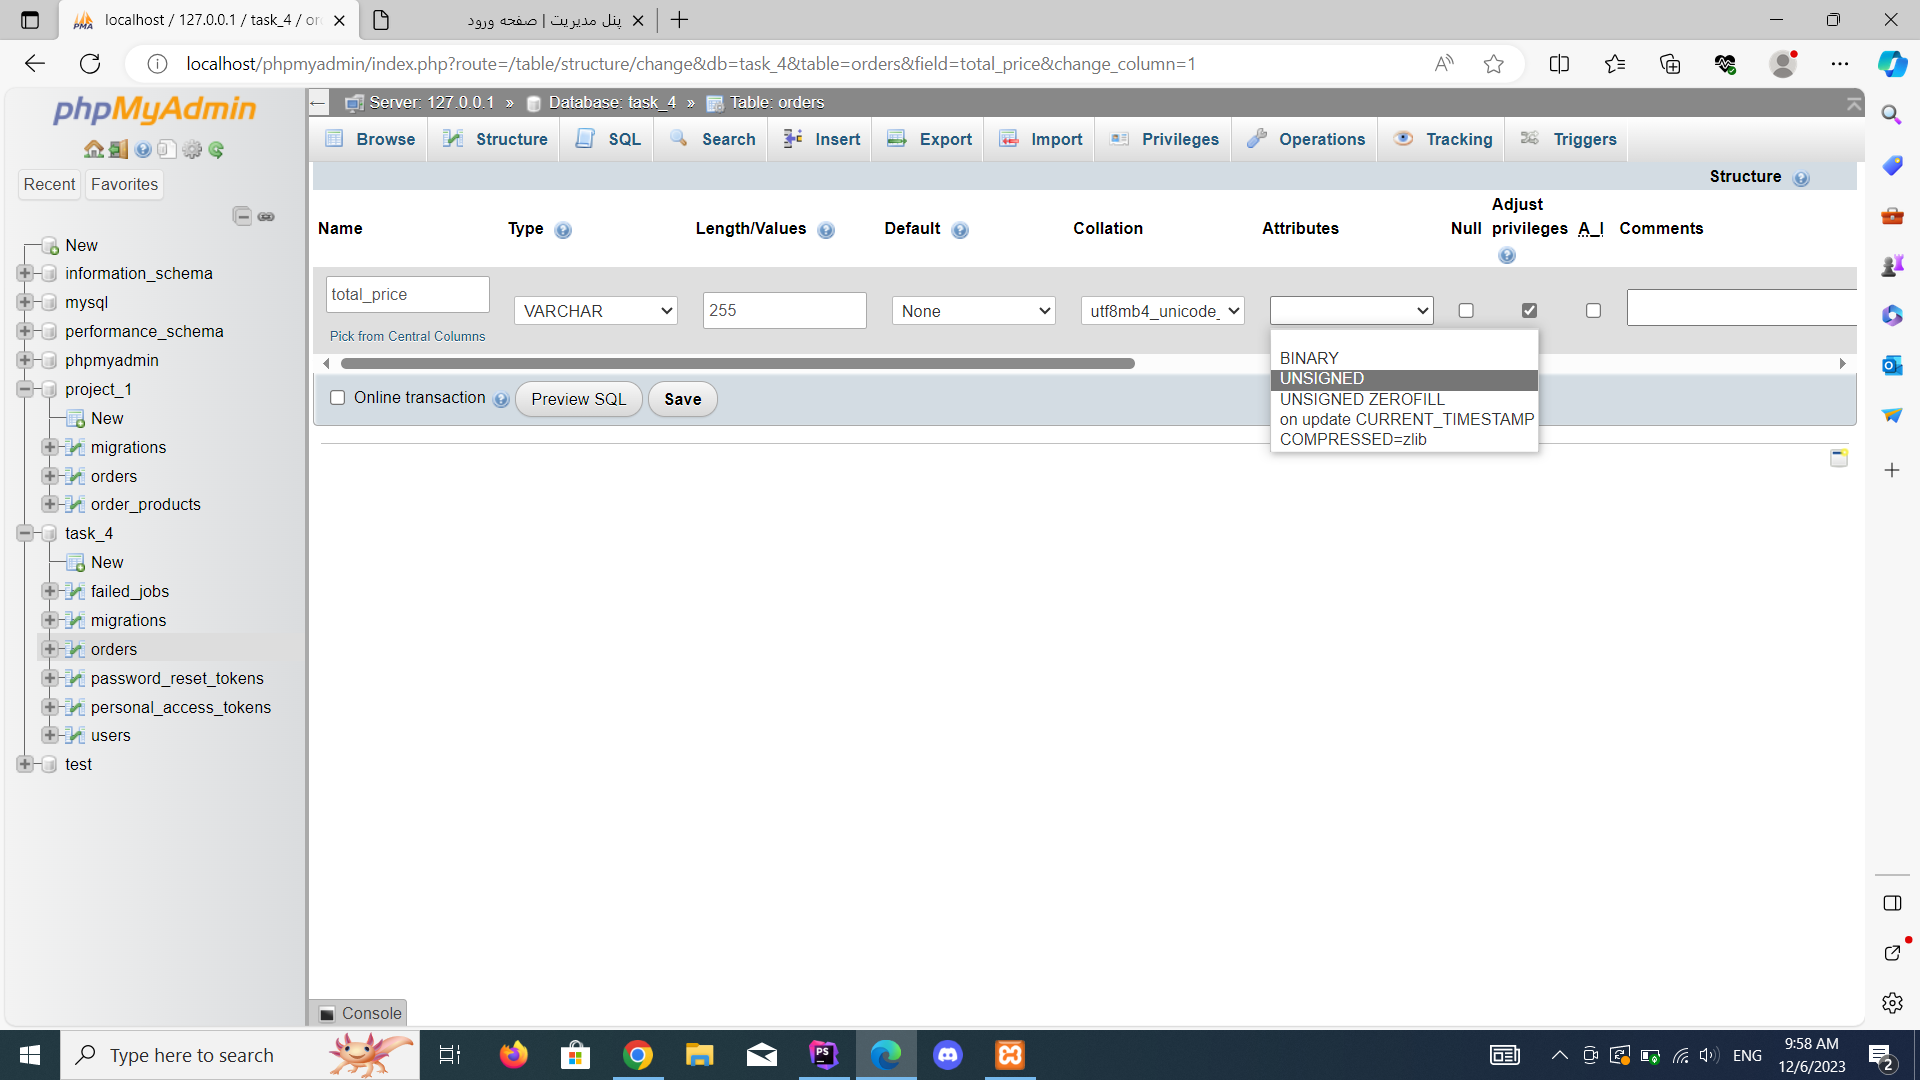 localhost / 127.0.0.1 / task_4 / or
پنل مدیریت | صفحه ورود
localhost/phpmyadmin/index.php?route=/table/structure/change&db=task_4&table=orders&field=total_price&change_column=1
phpMyAdmin
Recent
Favorites
New
information_schema
mysql
performance_schema
phpmyadmin
project_1
New
migrations
orders
order_products
task_4
New
failed_jobs
migrations
orders
password_reset_tokens
personal_access_tokens
users
test
Server: 127.0.0.1 » Database: task_4 » Table: orders
Browse Structure SQL Search Insert Export Import Privileges Operations Tracking Triggers
Structure
Name Type Length/Values Default Collation Attributes Null Adjust privileges A_I Comments
total_price VARCHAR 255 None utf8mb4_unicode_
Pick from Central Columns
BINARY
UNSIGNED
UNSIGNED ZEROFILL
on update CURRENT_TIMESTAMP
COMPRESSED=zlib
Online transaction Preview SQL Save
Console
Type here to search
ENG
9:58 AM
12/6/2023
2